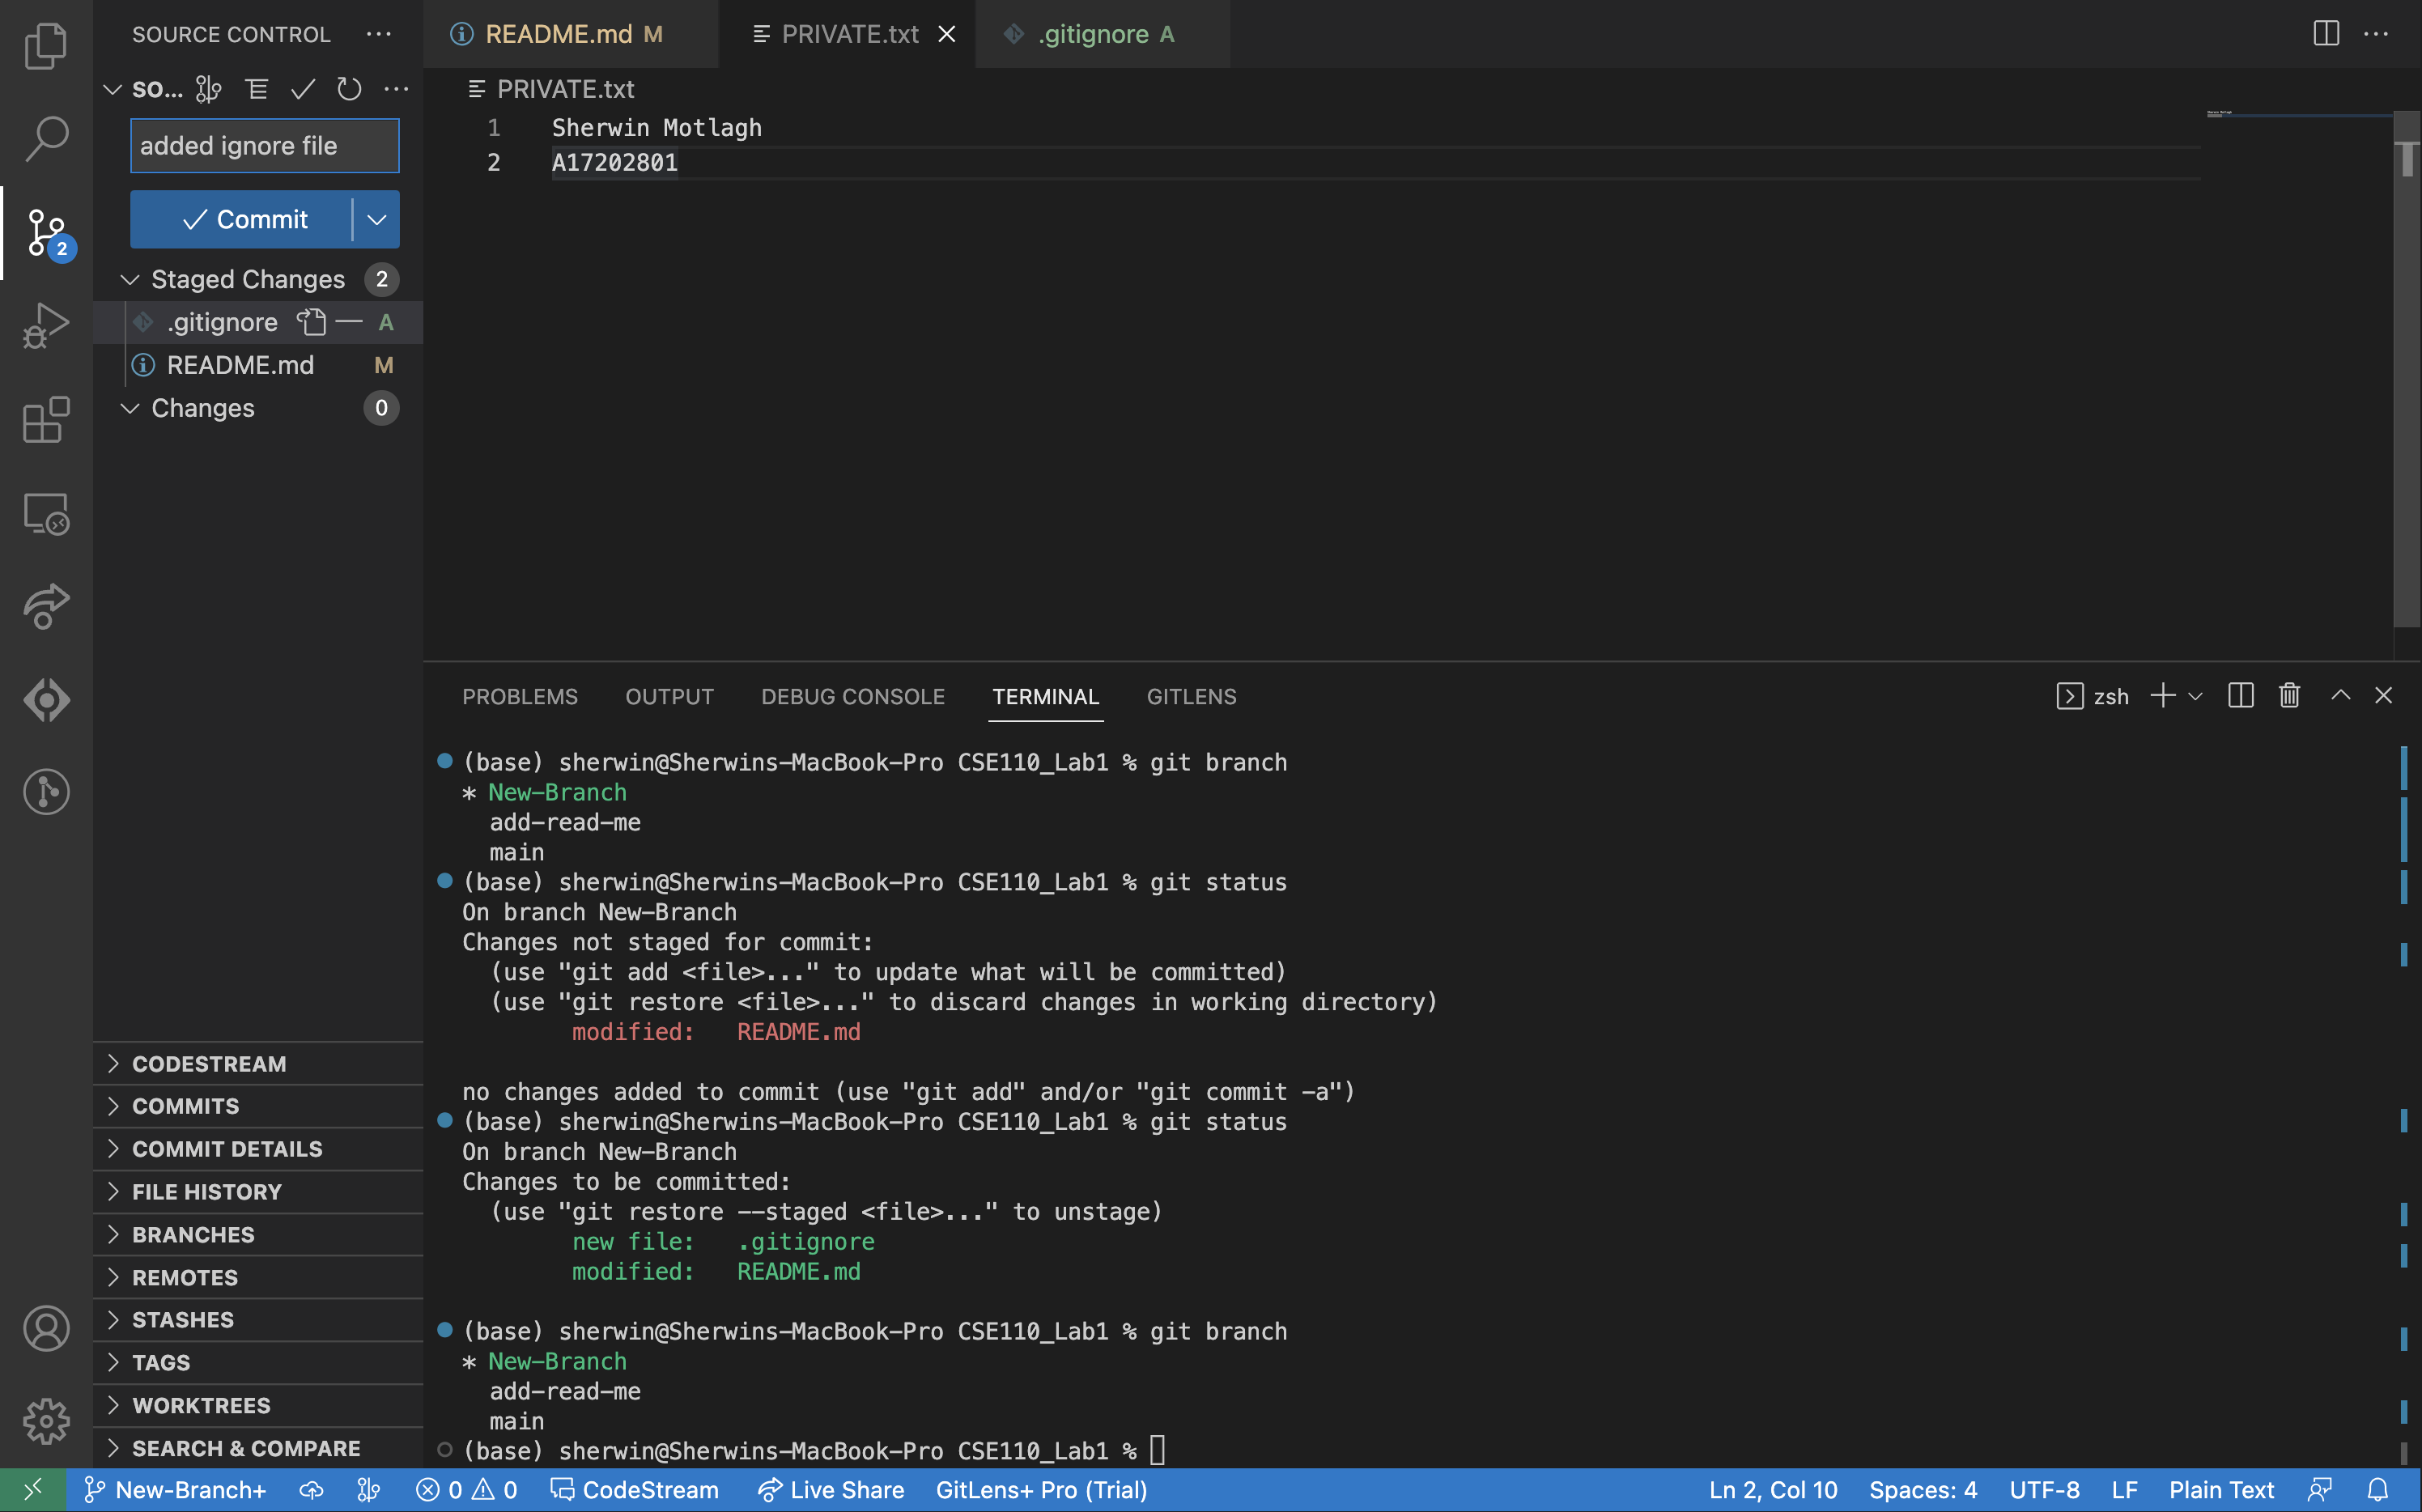 SOURCE CONTROL ···
SO... ···
added ignore file
Commit
2
Staged Changes 2
.gitignore A
README.md M
Changes 0
CODESTREAM
COMMITS
COMMIT DETAILS
FILE HISTORY
BRANCHES
REMOTES
STASHES
TAGS
WORKTREES
SEARCH & COMPARE
README.md M PRIVATE.txt .gitignore A ···
PRIVATE.txt
1 Sherwin Motlagh
2 A17202801
PROBLEMS OUTPUT DEBUG CONSOLE TERMINAL GITLENS zsh
(base) sherwin@Sherwins-MacBook-Pro CSE110_Lab1 % git branch
* New-Branch
add-read-me
main
(base) sherwin@Sherwins-MacBook-Pro CSE110_Lab1 % git status
On branch New-Branch
Changes not staged for commit:
(use "git add <file>..." to update what will be committed)
(use "git restore <file>..." to discard changes in working directory)
modified: README.md
no changes added to commit (use "git add" and/or "git commit -a")
(base) sherwin@Sherwins-MacBook-Pro CSE110_Lab1 % git status
On branch New-Branch
Changes to be committed:
(use "git restore --staged <file>..." to unstage)
new file: .gitignore
modified: README.md
(base) sherwin@Sherwins-MacBook-Pro CSE110_Lab1 % git branch
* New-Branch
add-read-me
main
(base) sherwin@Sherwins-MacBook-Pro CSE110_Lab1 %
New-Branch+ 0 0 CodeStream Live Share GitLens+ Pro (Trial) Ln 2, Col 10 Spaces: 4 UTF-8 LF Plain Text